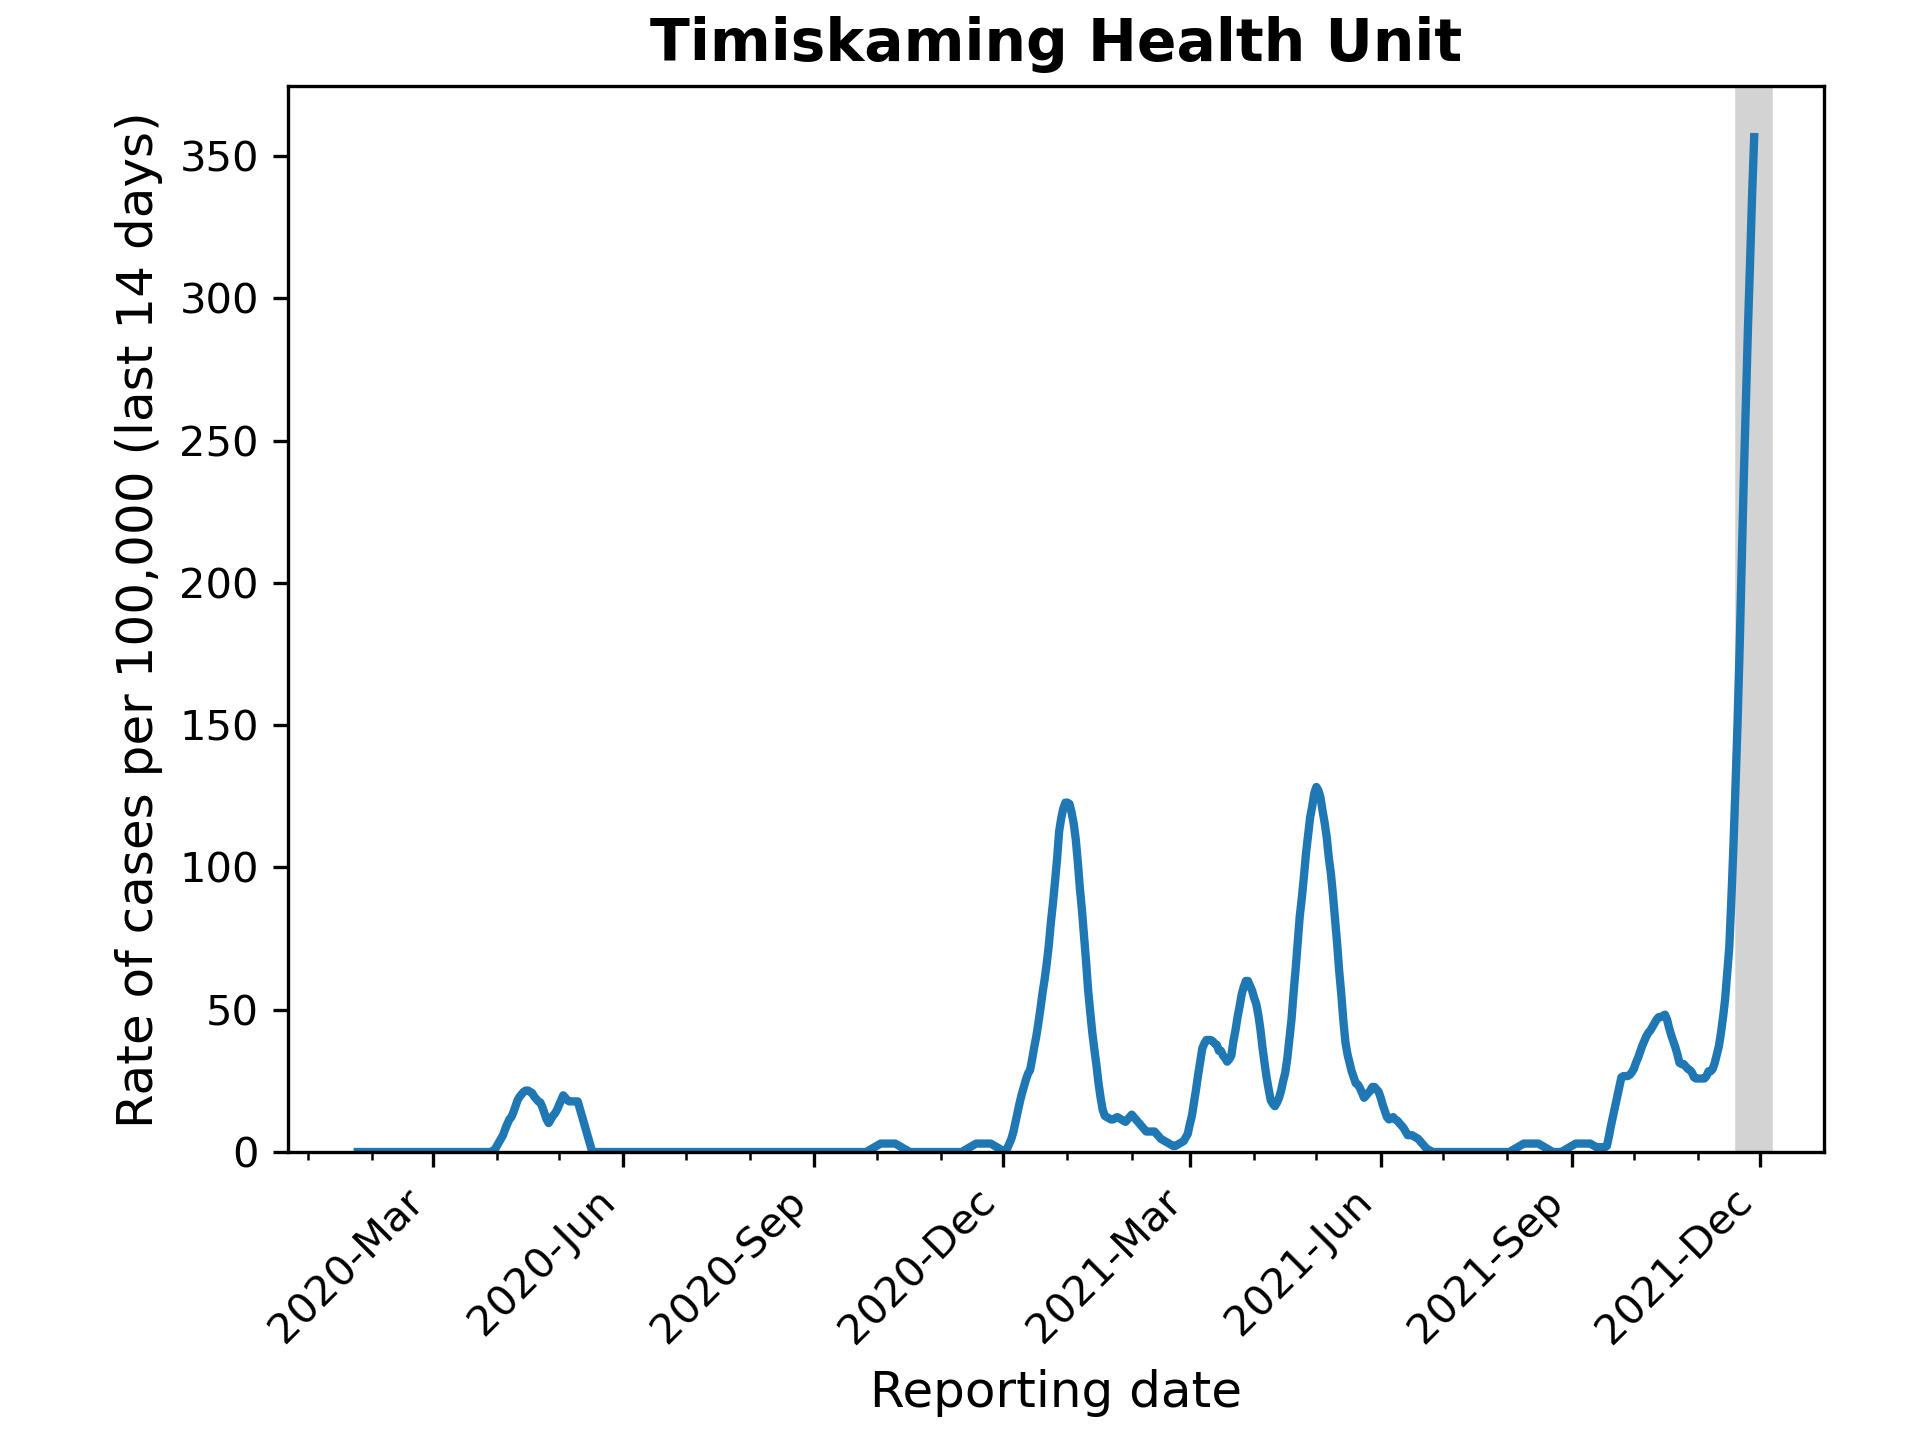 Timiskaming Health Unit
Rate of cases per 100,000 (last 14 days)
350
300
250
200
150
100
50
0
2020-Mar
2020-Jun
2020-Sep
2020-Dec
2021-Mar
2021-Jun
2021-Sep
2021-Dec
Reporting date